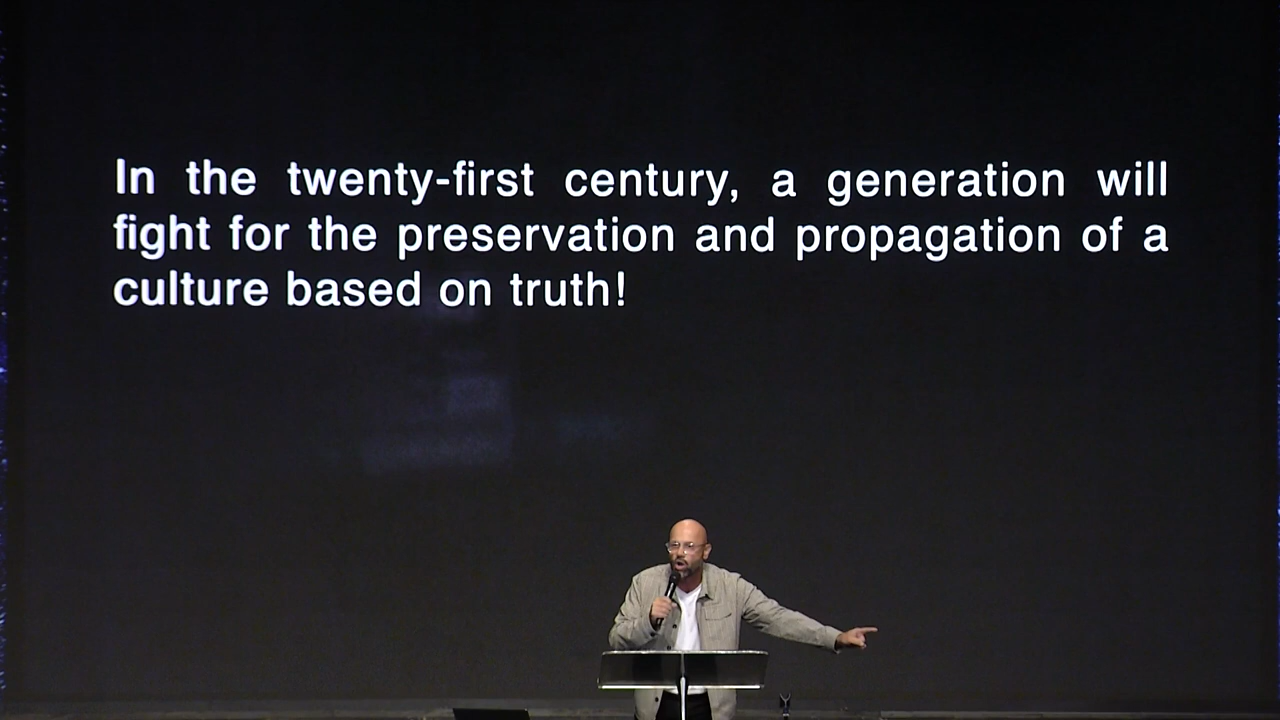 In the twenty-first century, a generation will
fight for the preservation and propagation of a
culture based on truth!